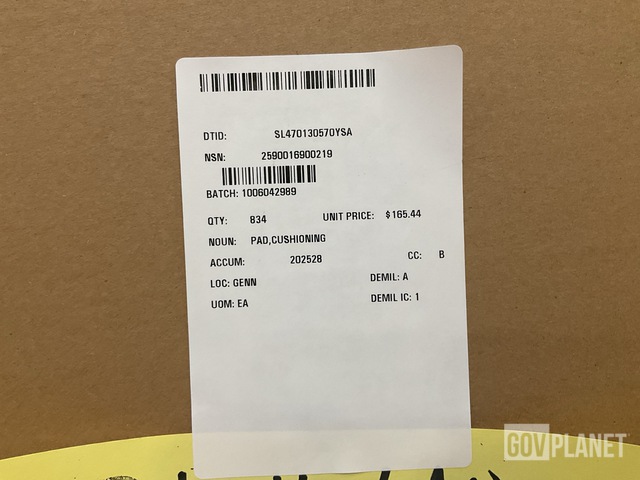 DTID: SL470130570YSA
NSN: 2590016900219
BATCH: 1006042989
QTY: 834 UNIT PRICE: $165.44
NOUN: PAD,CUSHIONING
ACCUM: 202528 CC: B
LOC: GENN DEMIL: A
UOM: EA DEMIL IC: 1
GOVPLANET